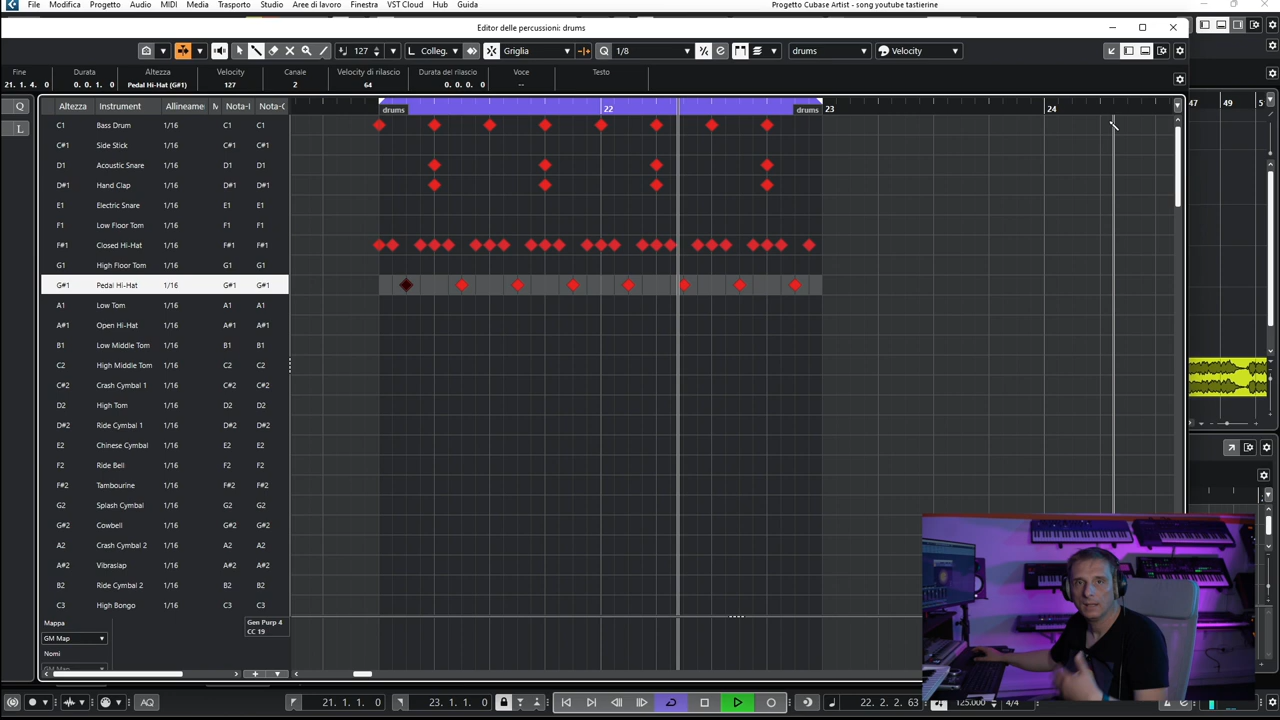 File Modifica Progetto Audio MIDI Media Trasporto Studio Aree di lavoro Finestra VST Cloud Hub Guida Progetto Cubase Artist - song youtube tastierine
Editor delle percussioni: drums
127 Colleg. Griglia 1/8 drums Velocity
Fine Durata Altezza Velocity Canale Velocity di rilascio Durata del rilascio Voce Testo
21. 1. 4. 0 0. 0. 1. 0 Pedal Hi-Hat (G#1) 127 2 64 0. 0. 0. 0 --
Q Altezza Instrument Allineame M Nota-I Nota-O drums 22 drums 23 24 47 49
L C1 Bass Drum 1/16 C1 C1
C#1 Side Stick 1/16 C#1 C#1
D1 Acoustic Snare 1/16 D1 D1
D#1 Hand Clap 1/16 D#1 D#1
E1 Electric Snare 1/16 E1 E1
F1 Low Floor Tom 1/16 F1 F1
F#1 Closed Hi-Hat 1/16 F#1 F#1
G1 High Floor Tom 1/16 G1 G1
G#1 Pedal Hi-Hat 1/16 G#1 G#1
A1 Low Tom 1/16 A1 A1
A#1 Open Hi-Hat 1/16 A#1 A#1
B1 Low Middle Tom 1/16 B1 B1
C2 High Middle Tom 1/16 C2 C2
C#2 Crash Cymbal 1 1/16 C#2 C#2
D2 High Tom 1/16 D2 D2
D#2 Ride Cymbal 1 1/16 D#2 D#2
E2 Chinese Cymbal 1/16 E2 E2
F2 Ride Bell 1/16 F2 F2
F#2 Tambourine 1/16 F#2 F#2
G2 Splash Cymbal 1/16 G2 G2
G#2 Cowbell 1/16 G#2 G#2
A2 Crash Cymbal 2 1/16 A2 A2
A#2 Vibraslap 1/16 A#2 A#2
B2 Ride Cymbal 2 1/16 B2 B2
C3 High Bongo 1/16 C3 C3
Mappa
GM Map
Nomi
GM Map
Gen Purp 4
CC 19
AQ 21. 1. 1. 0 23. 1. 1. 0 22. 2. 2. 63 125.000 4/4